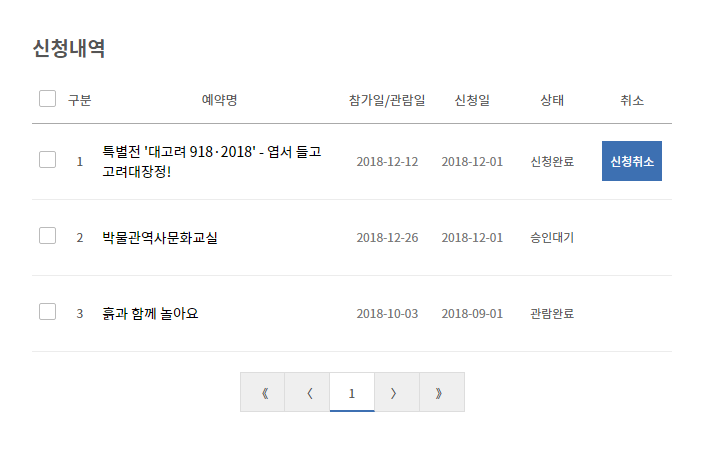 신청내역
구분 예약명 참가일/관람일 신청일 상태 취소
1 특별전 '대고려 918·2018' - 엽서 들고 2018-12-12 2018-12-01 신청완료 신청취소
고려대장정!
2 박물관역사문화교실 2018-12-26 2018-12-01 승인대기
3 흙과 함께 놀아요 2018-10-03 2018-09-01 관람완료
《 〈 1 〉 》